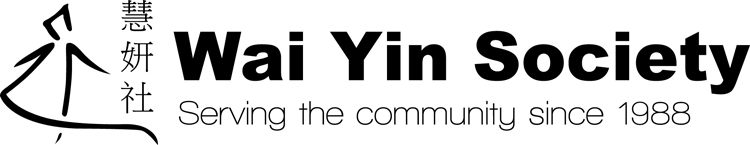 慧妍社
Wai Yin Society
Serving the community since 1988